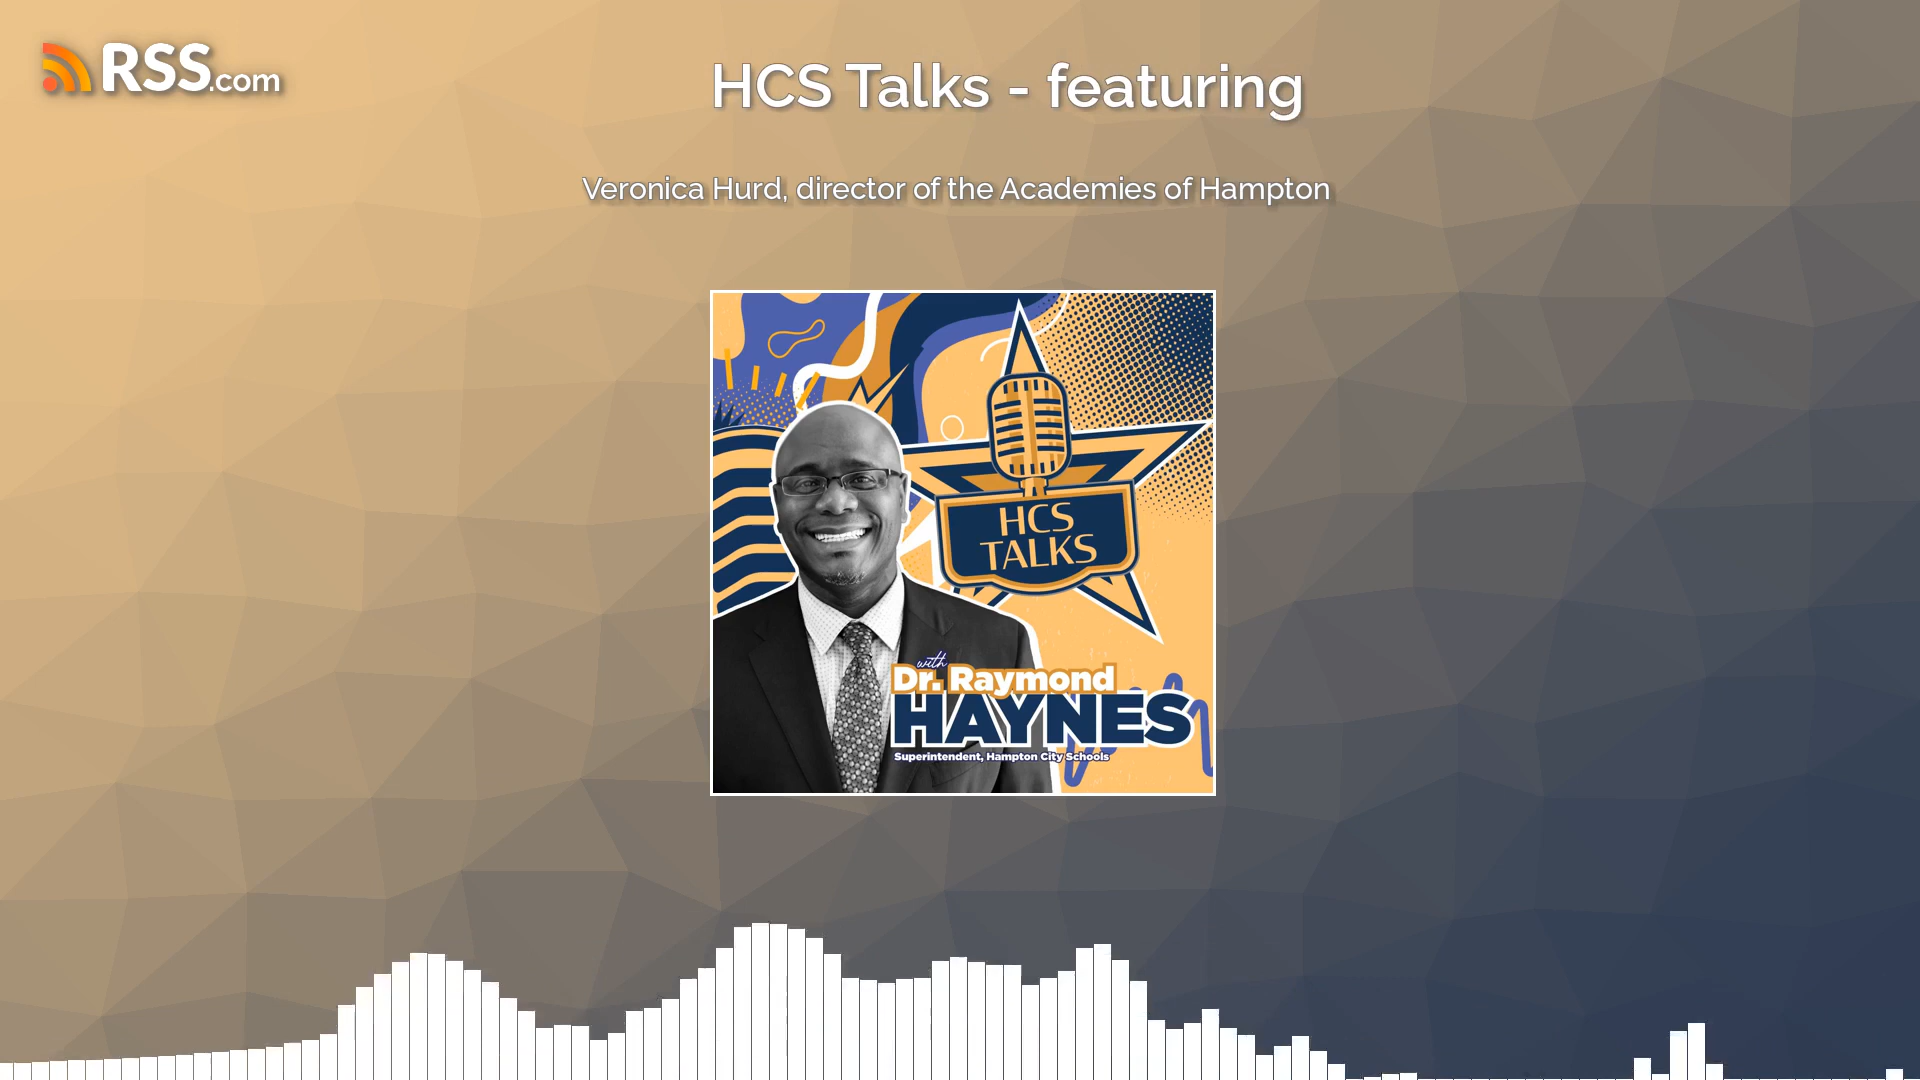 RSS.com
HCS Talks - featuring
Veronica Hurd, director of the Academies of Hampton
HCS
TALKS
with
Dr. Raymond
HAYNES
Superintendent, Hampton City Schools